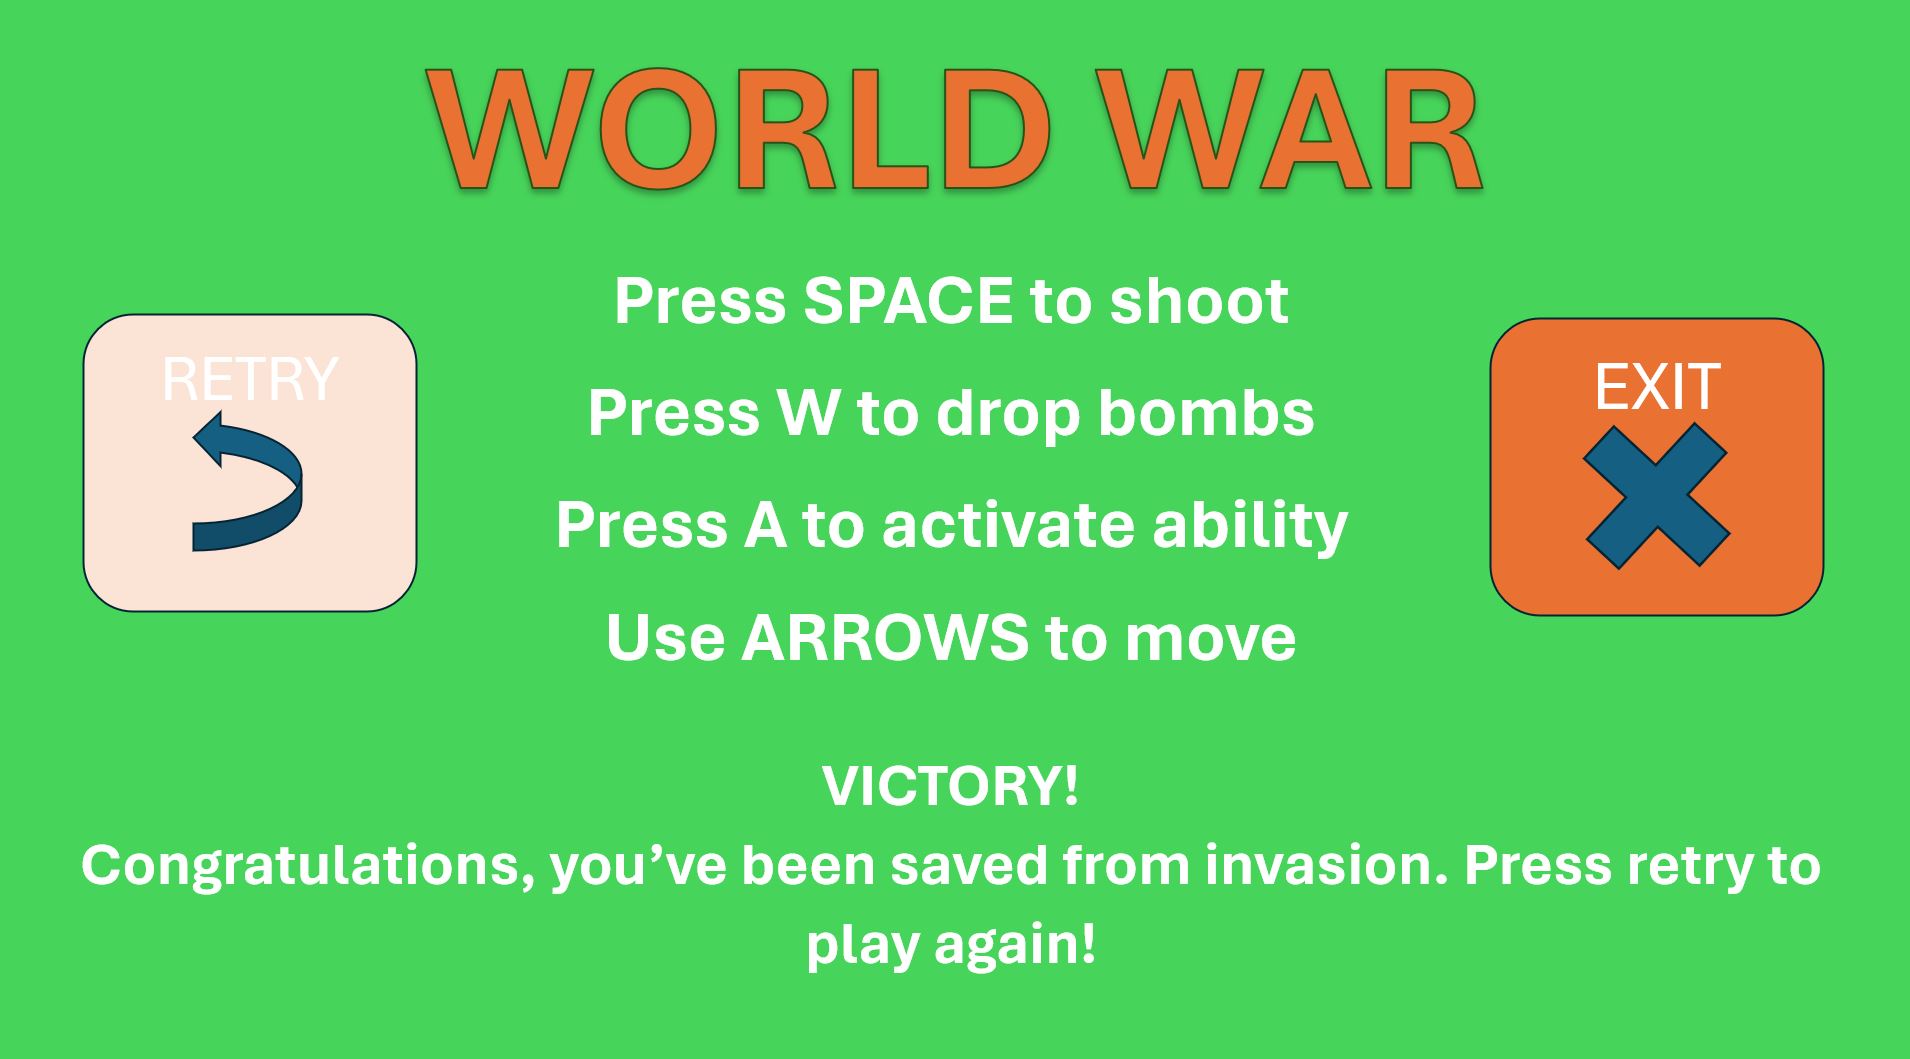 WORLD WAR
Press SPACE to shoot
RETRY
EXIT
Press W to drop bombs
Press A to activate ability
Use ARROWS to move
VICTORY!
Congratulations, you’ve been saved from invasion. Press retry to
play again!